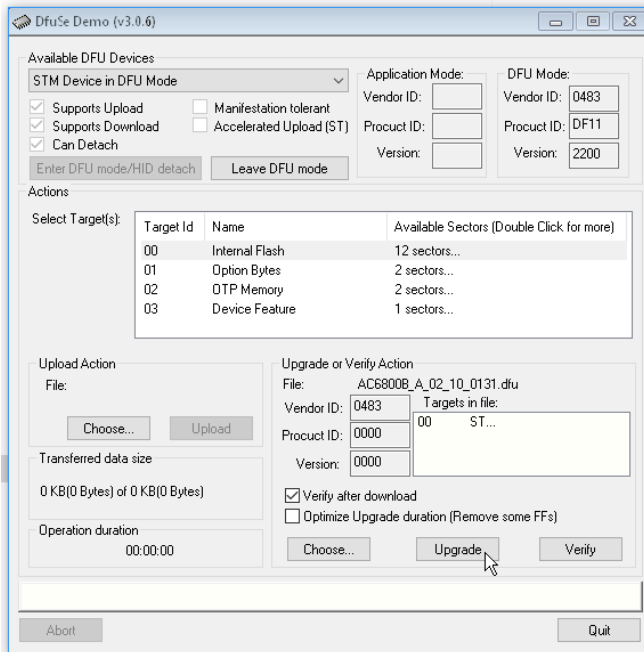 DfuSe Demo (v3.0.6)
Available DFU Devices
STM Device in DFU Mode
Supports Upload
Manifestation tolerant
Supports Download
Accelerated Upload (ST)
Can Detach
Enter DFU mode/HID detach
Leave DFU mode
Application Mode:
Vendor ID:
Procuct ID:
Version:
DFU Mode:
Vendor ID: 0483
Procuct ID: DF11
Version: 2200
Actions
Select Target(s):
Target Id Name Available Sectors (Double Click for more)
00 Internal Flash 12 sectors...
01 Option Bytes 2 sectors...
02 OTP Memory 2 sectors...
03 Device Feature 1 sectors...
Upload Action
File:
Choose...
Upload
Transferred data size
0 KB(0 Bytes) of 0 KB(0 Bytes)
Operation duration
00:00:00
Upgrade or Verify Action
File: AC6800B_A_02_10_0131.dfu
Vendor ID: 0483
Procuct ID: 0000
Version: 0000
Targets in file:
00 ST...
Verify after download
Optimize Upgrade duration (Remove some FFs)
Choose...
Upgrade
Verify
Abort
Quit